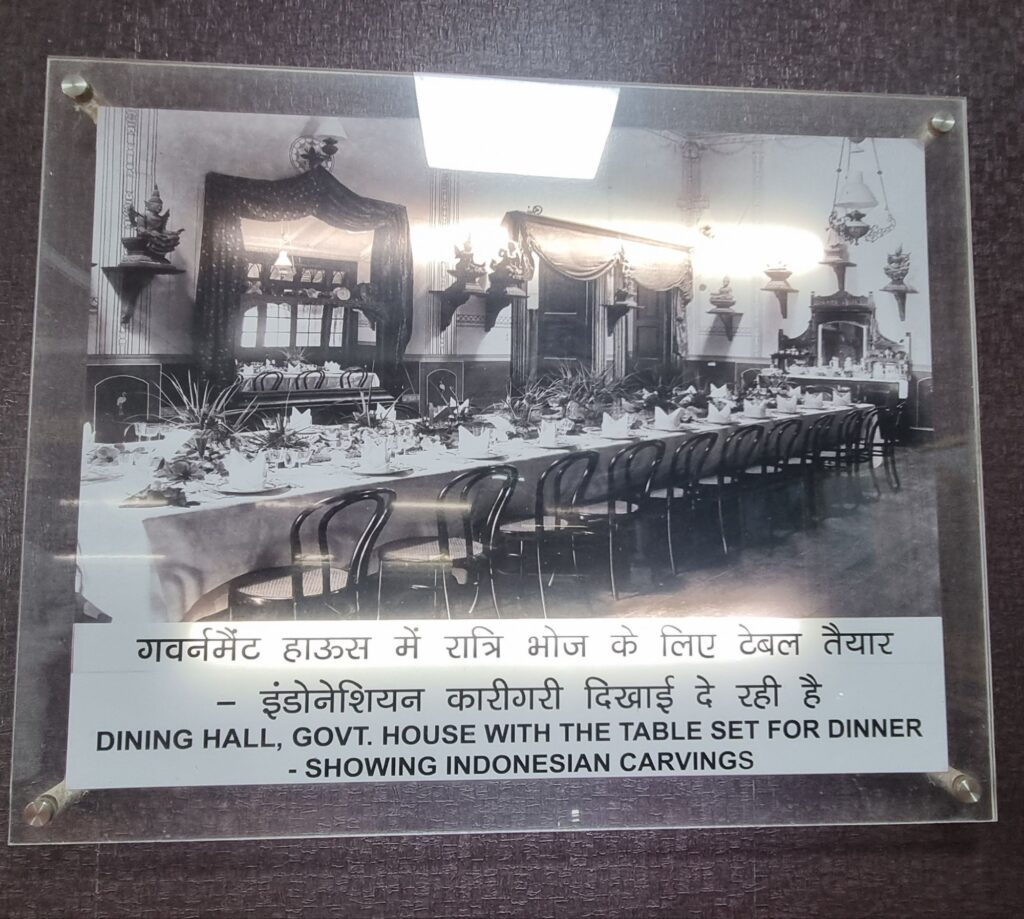 गवर्नमैंट हाऊस में रात्रि भोज के लिए टेबल तैयार
– इंडोनेशियन कारीगरी दिखाई दे रही है
DINING HALL, GOVT. HOUSE WITH THE TABLE SET FOR DINNER
- SHOWING INDONESIAN CARVINGS